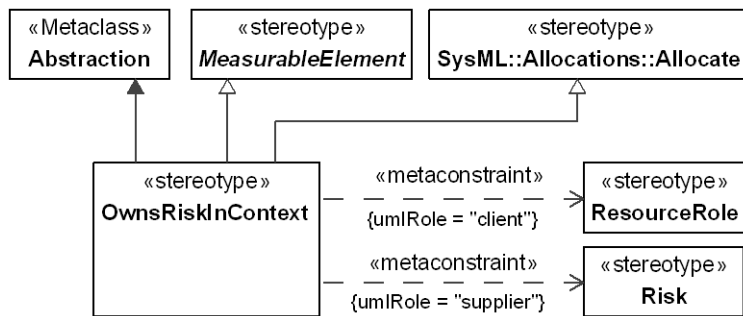 «Metaclass»
Abstraction
«stereotype»
MeasurableElement
«stereotype»
SysML::Allocations::Allocate
«stereotype»
OwnsRiskInContext
«metaconstraint»
{umlRole = "client"}
«stereotype»
ResourceRole
«metaconstraint»
{umlRole = "supplier"}
«stereotype»
Risk